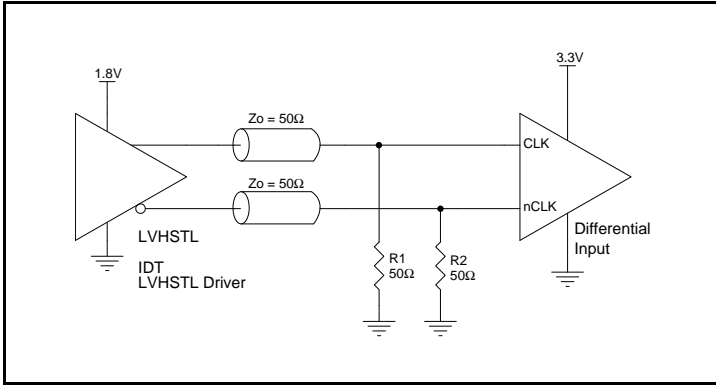 1.8V
3.3V
Zo = 50Ω
CLK
Zo = 50Ω
nCLK
LVHSTL
IDT
LVHSTL Driver
R1
50Ω
R2
50Ω
Differential
Input